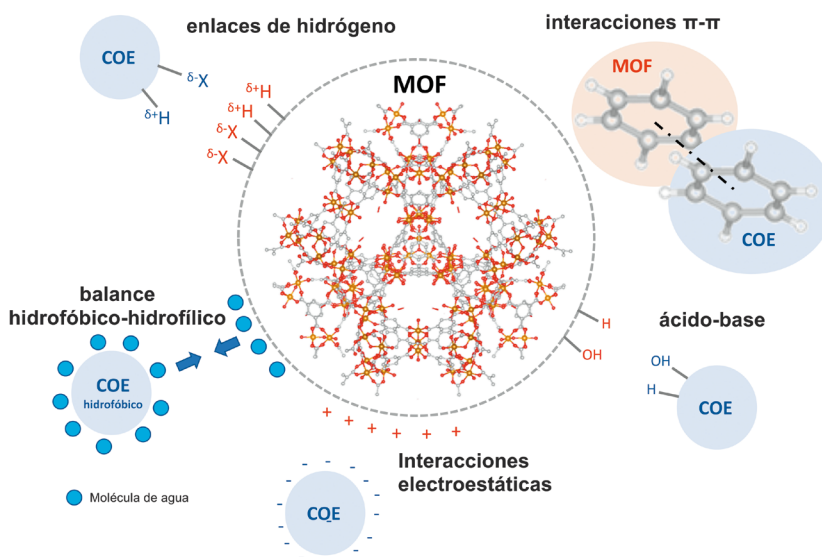 enlaces de hidrógeno
COE
δ-X
δ+H
δ+H
δ+H
δ-X
δ-X
MOF
interacciones π-π
MOF
COE
balance
hidrofóbico-hidrofílico
COE
hidrofóbico
Molécula de agua
H
OH
ácido-base
OH
H
COE
+ + + + + + +
Interacciones
electroestáticas
COE